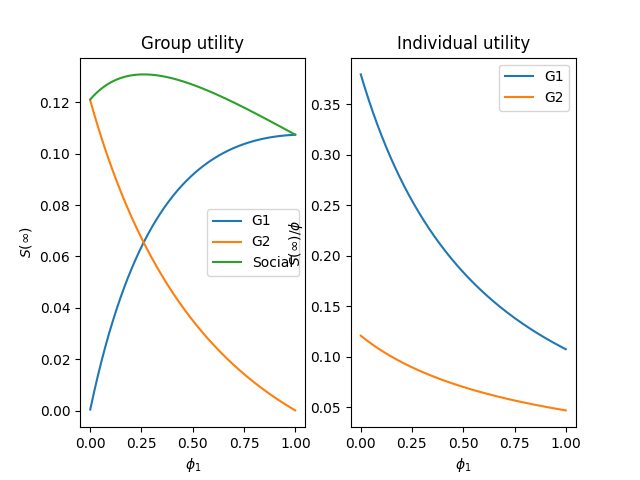 Group utility
S(∞)
0.12
0.10
0.08
0.06
0.04
0.02
0.00
G1
G2
Social
0.00 0.25 0.50 0.75 1.00
ϕ₁
Individual utility
S(∞)/ϕ
0.35
0.30
0.25
0.20
0.15
0.10
0.05
G1
G2
0.00 0.25 0.50 0.75 1.00
ϕ₁